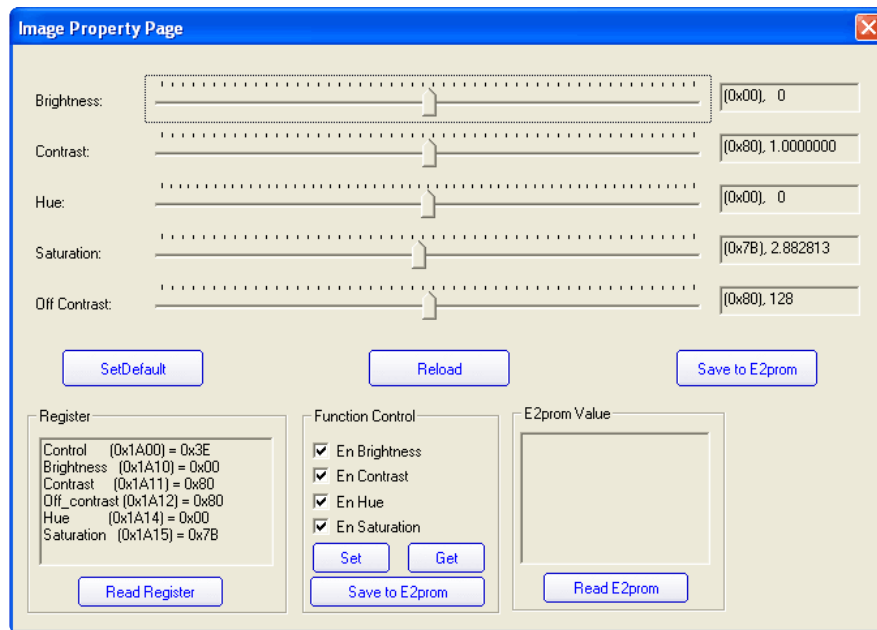 Image Property Page
Brightness: (0x00), 0
Contrast: (0x80), 1.0000000
Hue: (0x00), 0
Saturation: (0x7B), 2.882813
Off Contrast: (0x80), 128
SetDefault Reload Save to E2prom
Register
Control (0x1A00) = 0x3E
Brightness (0x1A10) = 0x00
Contrast (0x1A11) = 0x80
Off_contrast (0x1A12) = 0x80
Hue (0x1A14) = 0x00
Saturation (0x1A15) = 0x7B
Read Register
Function Control
En Brightness
En Contrast
En Hue
En Saturation
Set Get
Save to E2prom
E2prom Value
Read E2prom